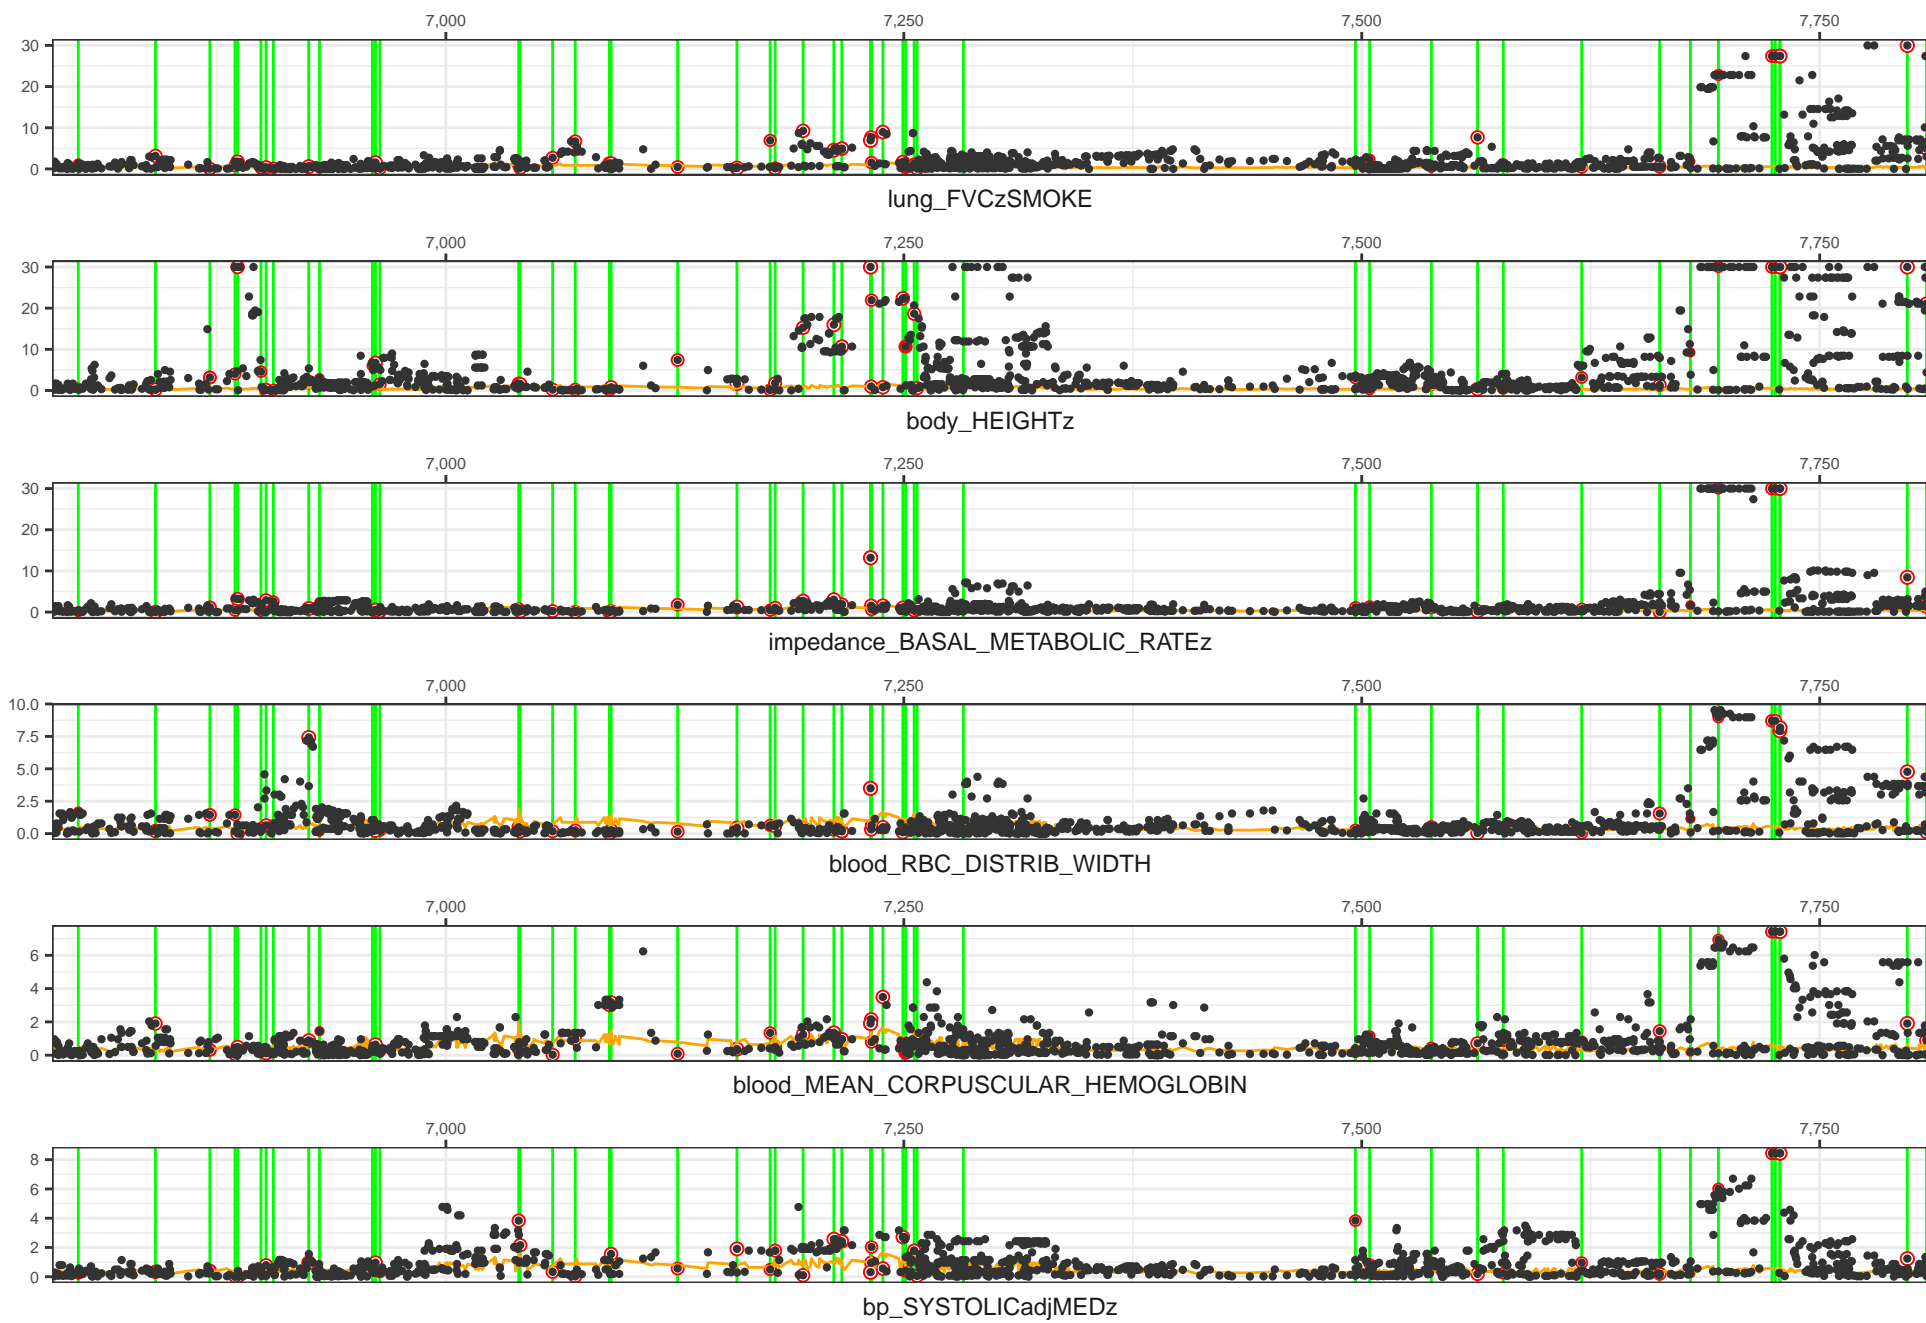 7,000 7,250 7,500 7,750
30
20
10
0
lung_FVCzSMOKE
7,000 7,250 7,500 7,750
30
20
10
0
body_HEIGHTz
7,000 7,250 7,500 7,750
30
20
10
0
impedance_BASAL_METABOLIC_RATEz
7,000 7,250 7,500 7,750
10.0
7.5
5.0
2.5
0.0
blood_RBC_DISTRIB_WIDTH
7,000 7,250 7,500 7,750
6
4
2
0
blood_MEAN_CORPUSCULAR_HEMOGLOBIN
7,000 7,250 7,500 7,750
8
6
4
2
0
bp_SYSTOLICadjMEDz